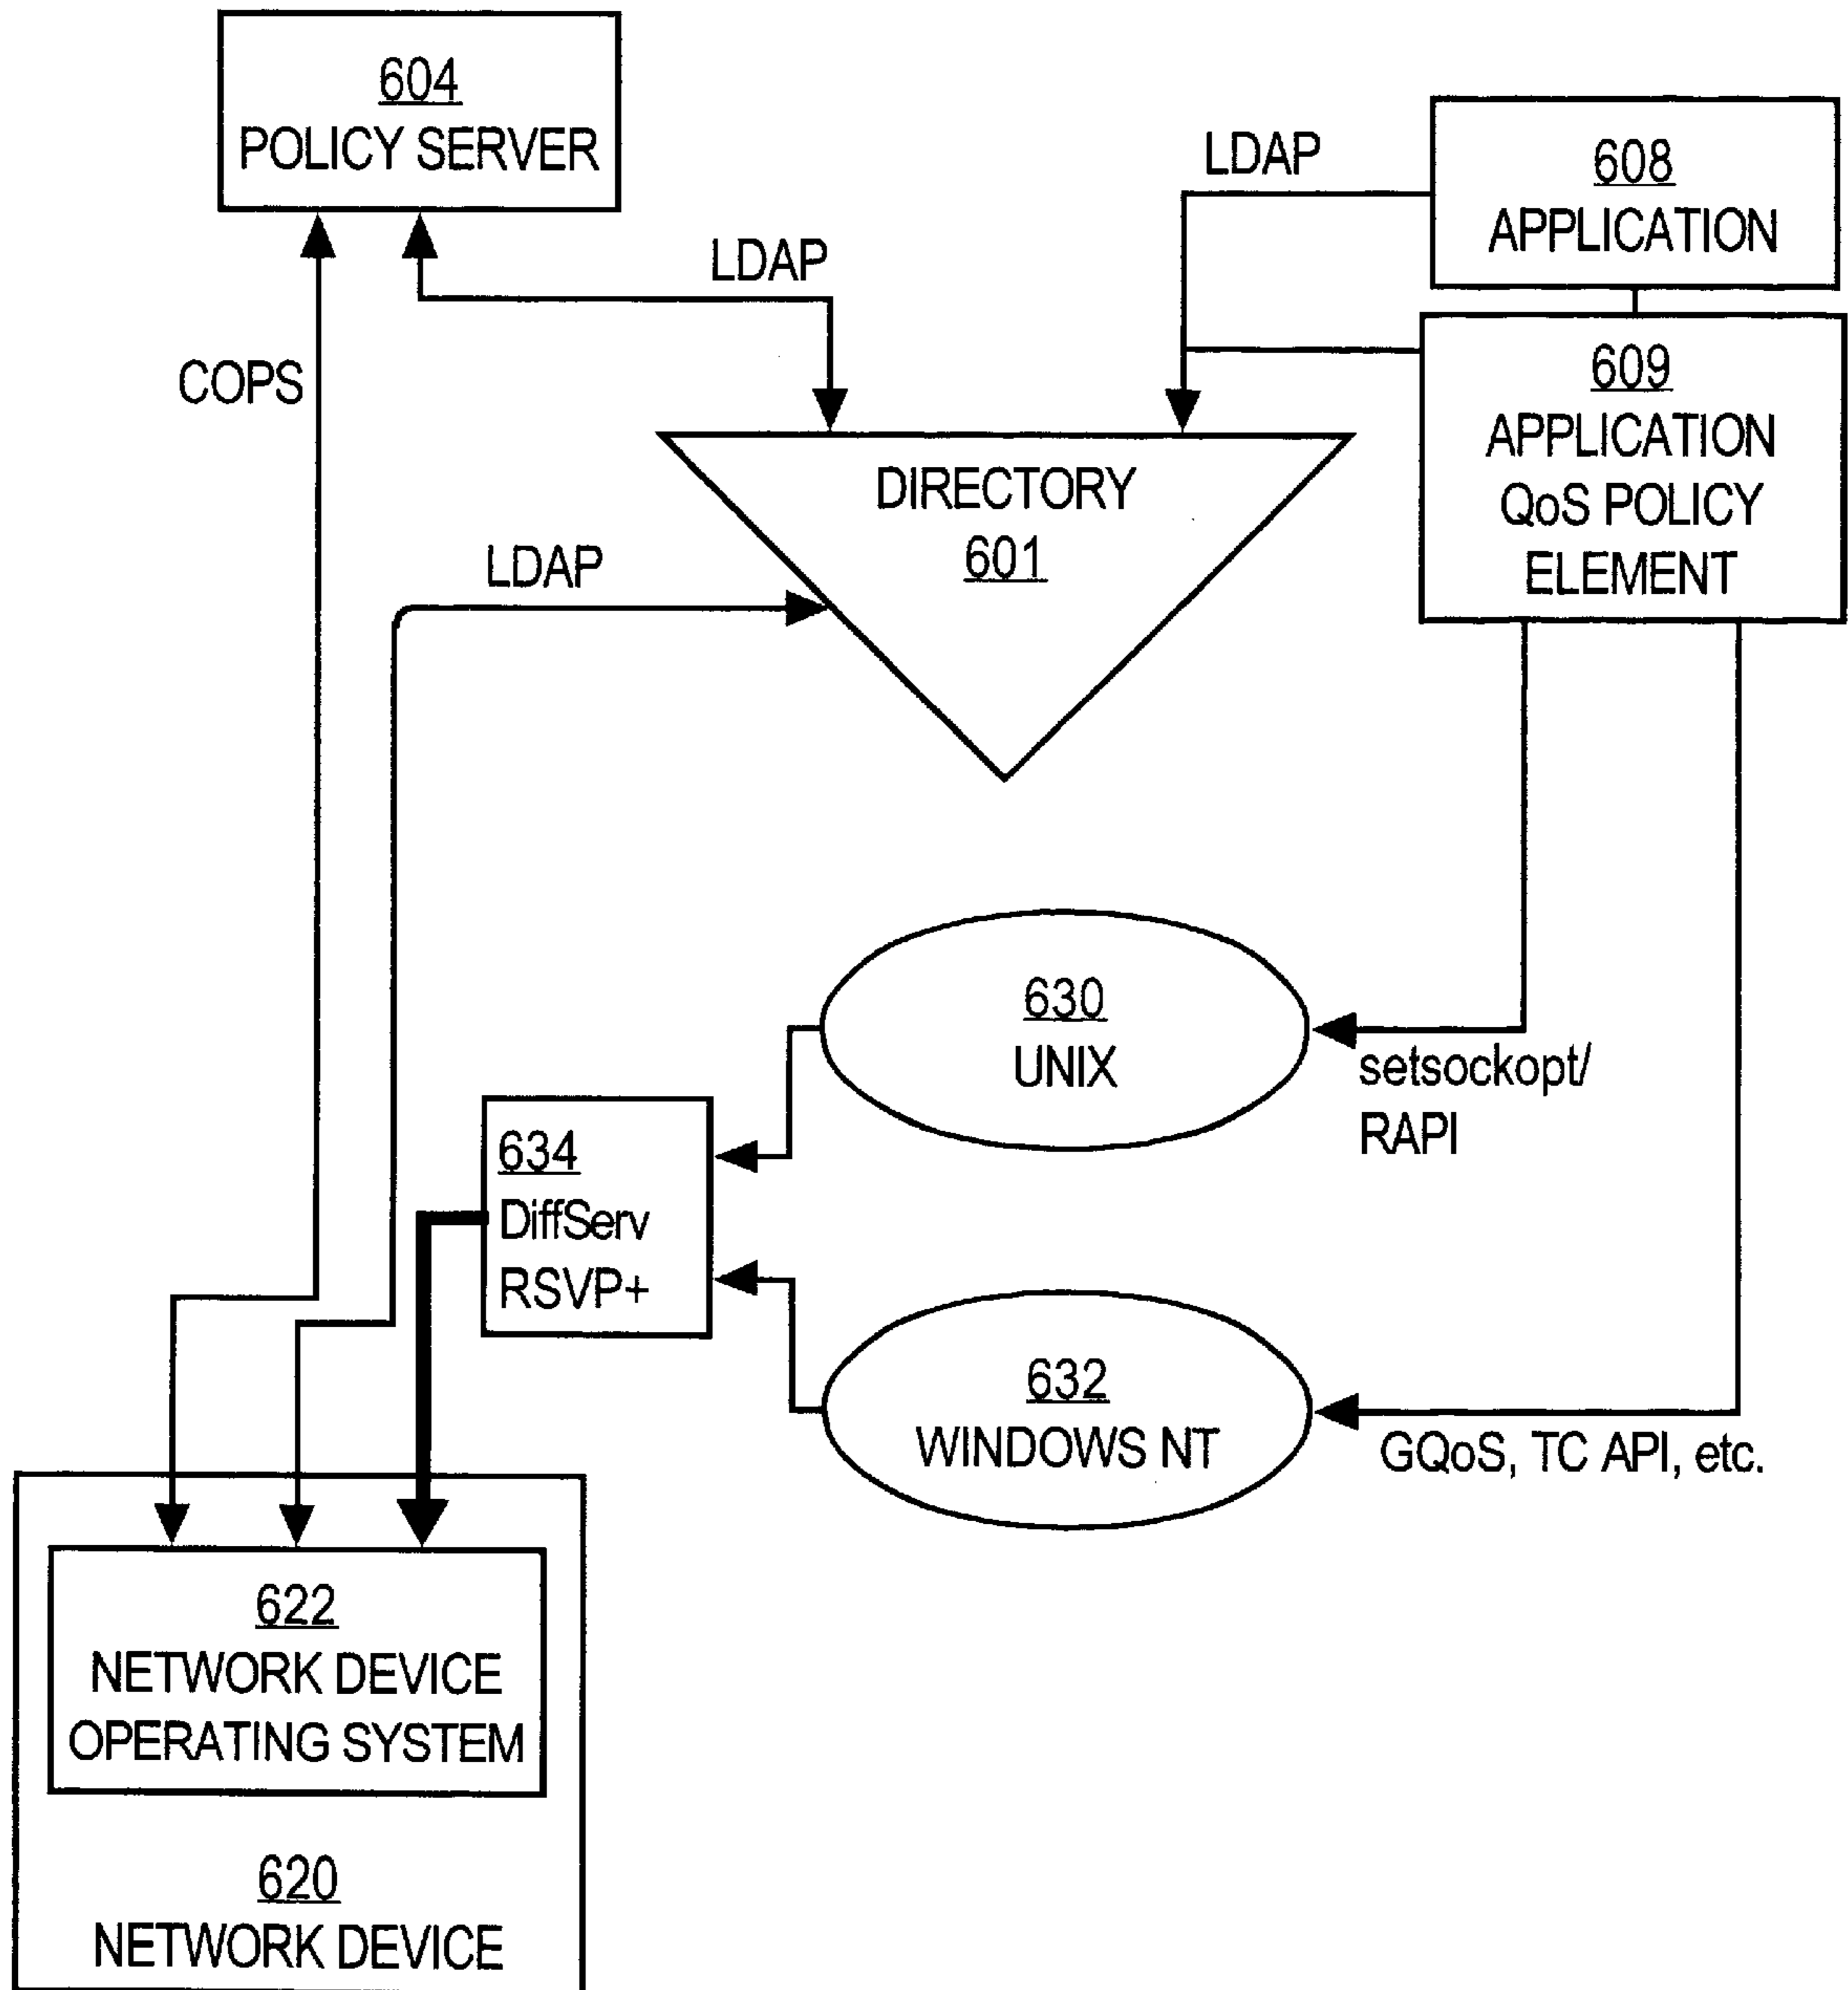 604
POLICY SERVER
LDAP
608
APPLICATION
LDAP
COPS
609
APPLICATION
QoS POLICY
ELEMENT
DIRECTORY
601
LDAP
630
UNIX
setsockopt/
RAPI
634
DiffServ
RSVP+
632
WINDOWS NT
GQoS, TC API, etc.
622
NETWORK DEVICE
OPERATING SYSTEM
620
NETWORK DEVICE